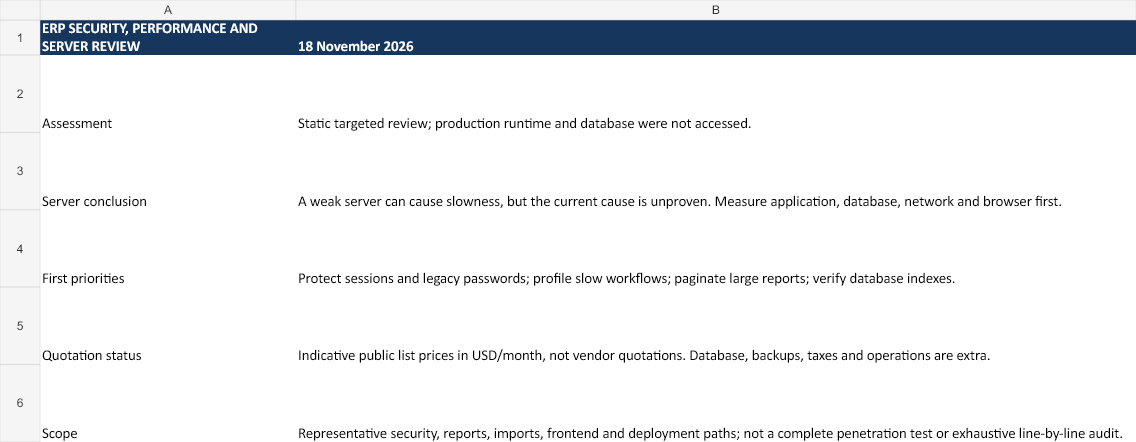 A B
1 ERP SECURITY, PERFORMANCE AND
SERVER REVIEW 18 November 2026
2 Assessment Static targeted review; production runtime and database were not accessed.
3 Server conclusion A weak server can cause slowness, but the current cause is unproven. Measure application, database, network and browser first.
4 First priorities Protect sessions and legacy passwords; profile slow workflows; paginate large reports; verify database indexes.
5 Quotation status Indicative public list prices in USD/month, not vendor quotations. Database, backups, taxes and operations are extra.
6 Scope Representative security, reports, imports, frontend and deployment paths; not a complete penetration test or exhaustive line-by-line audit.